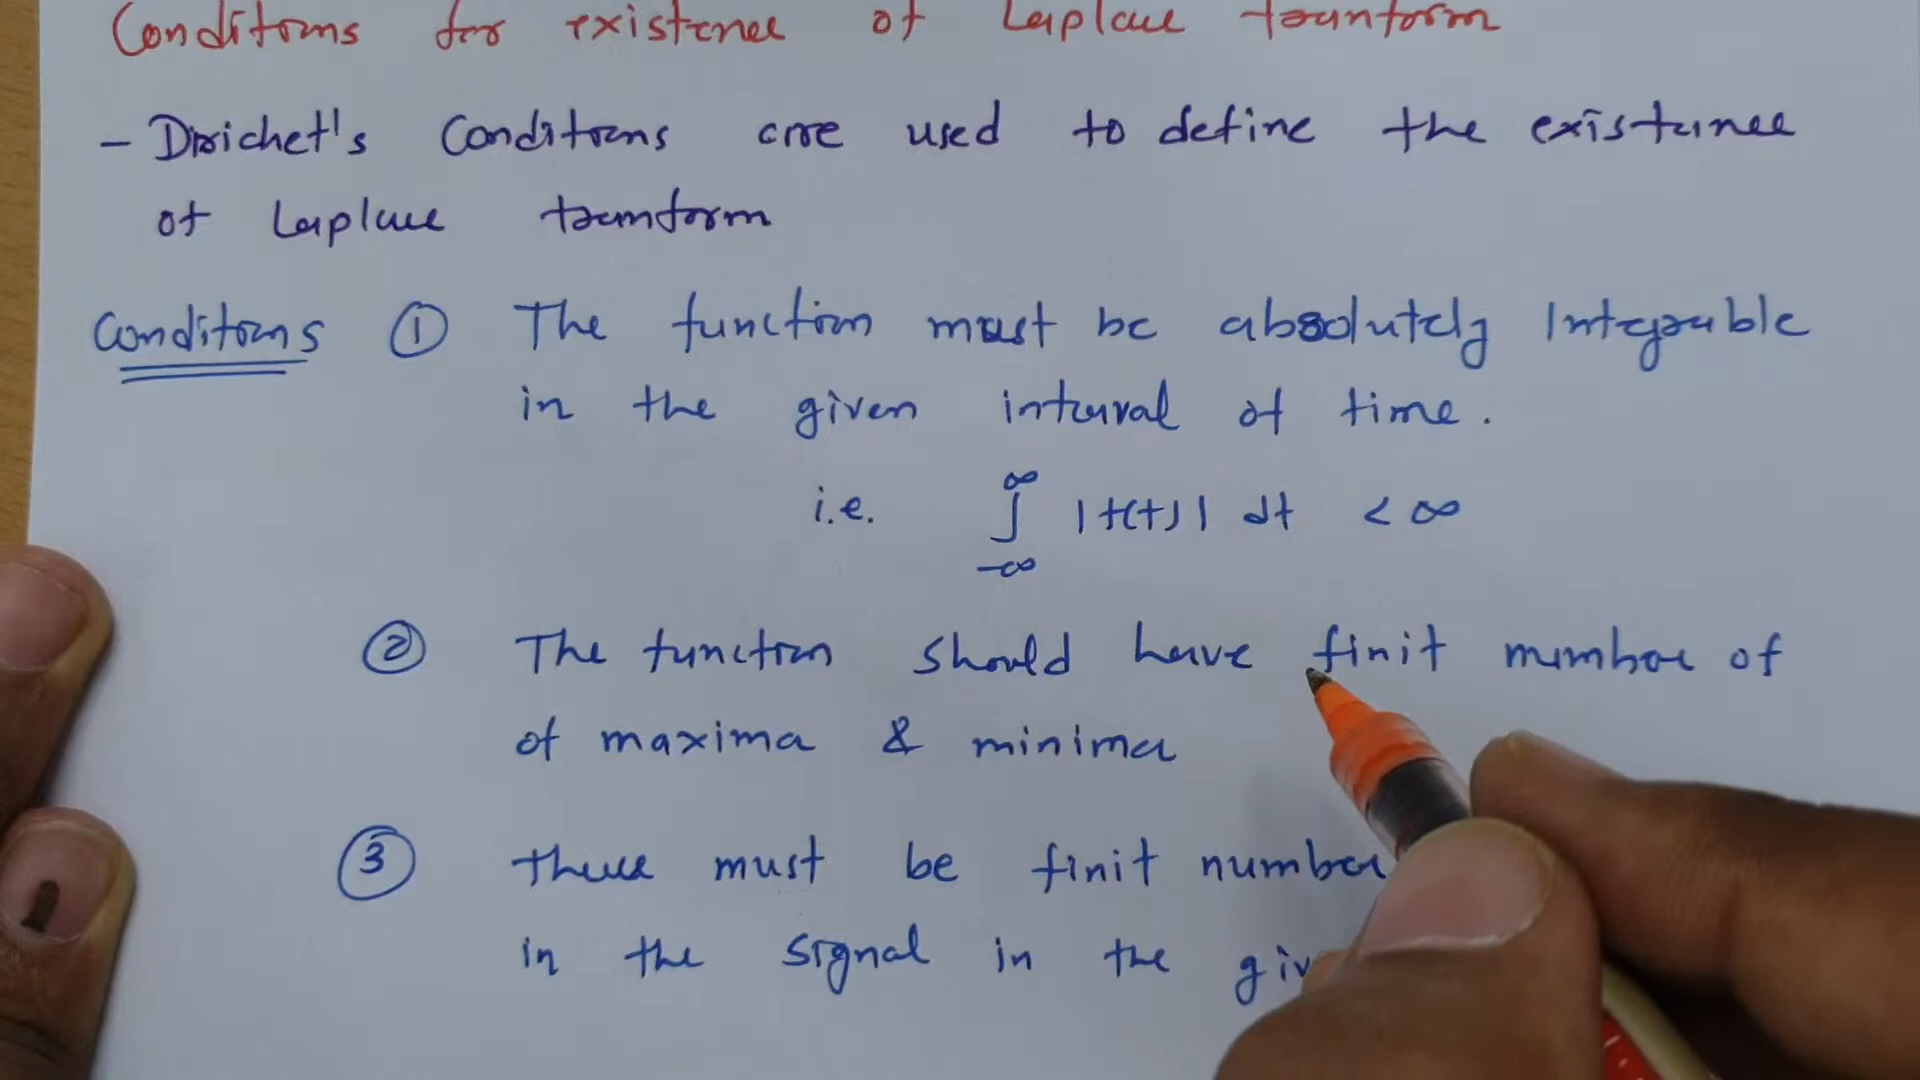 Conditions for existence of Laplace transform
- Dirichet's Conditions are used to define the existance
of Laplace transform
Conditions ① The function must be absolutely Integrable
in the given interval of time.
i.e. ∫_{-∞}^{∞} |f(t)| dt < ∞
② The function should have finit number of
of maxima & minima
③ there must be finit number
in the signal in the